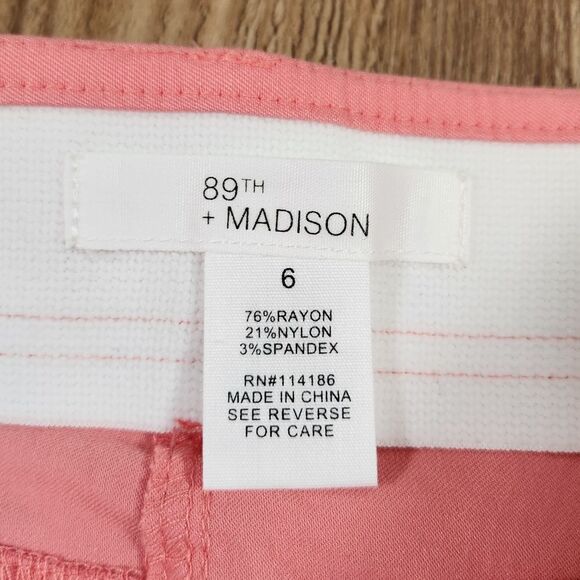 89TH
+ MADISON
6
76%RAYON
21%NYLON
3%SPANDEX
RN#114186
MADE IN CHINA
SEE REVERSE
FOR CARE